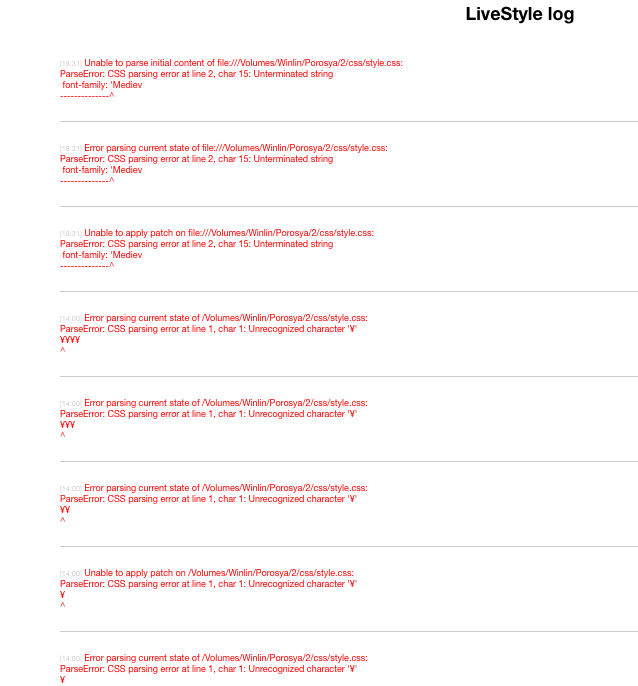 LiveStyle log
[18:31] Unable to parse initial content of file:///Volumes/Winlin/Porosya/2/css/style.css:
ParseError: CSS parsing error at line 2, char 15: Unterminated string
font-family: 'Mediev
--------------^
[18:31] Error parsing current state of file:///Volumes/Winlin/Porosya/2/css/style.css:
ParseError: CSS parsing error at line 2, char 15: Unterminated string
font-family: 'Mediev
--------------^
[18:31] Unable to apply patch on file:///Volumes/Winlin/Porosya/2/css/style.css:
ParseError: CSS parsing error at line 2, char 15: Unterminated string
font-family: 'Mediev
--------------^
[14:00] Error parsing current state of /Volumes/Winlin/Porosya/2/css/style.css:
ParseError: CSS parsing error at line 1, char 1: Unrecognized character '¥'
¥¥¥¥
^
[14:00] Error parsing current state of /Volumes/Winlin/Porosya/2/css/style.css:
ParseError: CSS parsing error at line 1, char 1: Unrecognized character '¥'
¥¥¥
^
[14:00] Error parsing current state of /Volumes/Winlin/Porosya/2/css/style.css:
ParseError: CSS parsing error at line 1, char 1: Unrecognized character '¥'
¥¥
^
[14:00] Unable to apply patch on /Volumes/Winlin/Porosya/2/css/style.css:
ParseError: CSS parsing error at line 1, char 1: Unrecognized character '¥'
¥
^
[14:00] Error parsing current state of /Volumes/Winlin/Porosya/2/css/style.css:
ParseError: CSS parsing error at line 1, char 1: Unrecognized character '¥'
¥